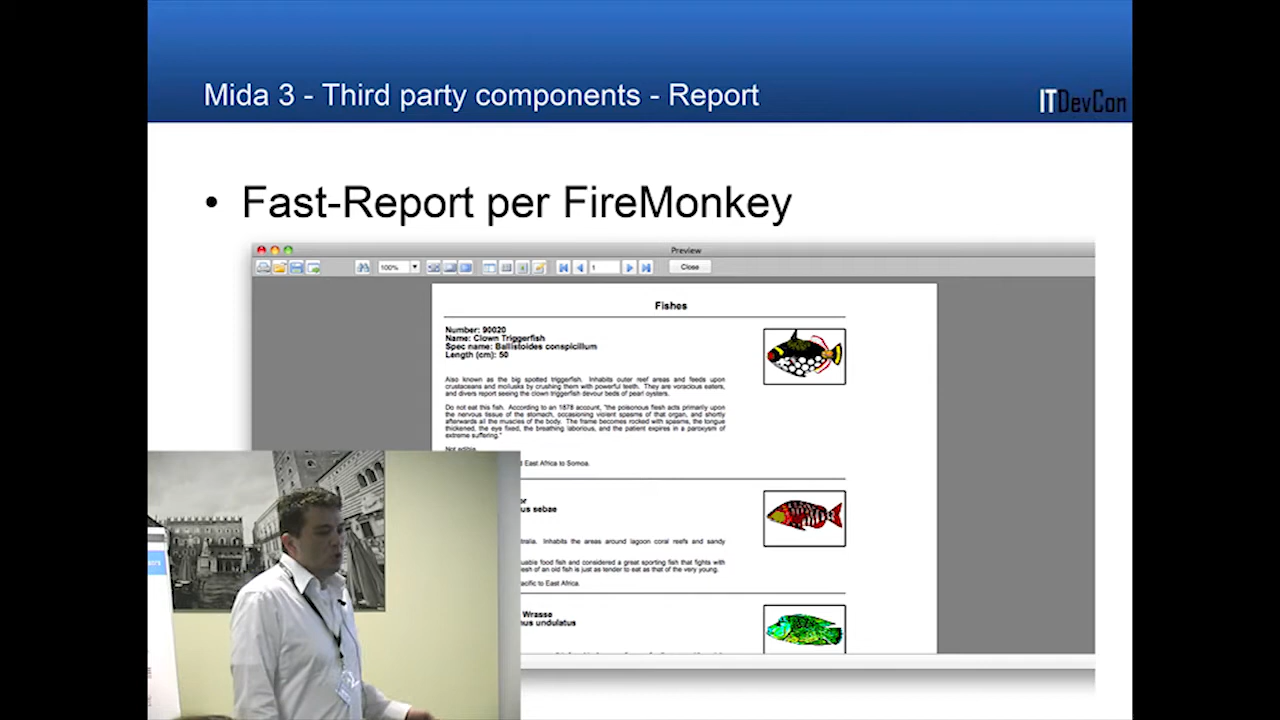 Mida 3 - Third party components - Report
ITDevCon
• Fast-Report per FireMonkey
Preview
100%
1
Close
Fishes
Number: 90020
Name: Clown Triggerfish
Spec name: Ballistoides conspicillum
Length (cm): 50
Also known as the big spotted triggerfish. Inhabits outer reef areas and feeds upon
crustaceans and mollusks by crushing them with powerful teeth. They are voracious eaters,
and divers report seeing the clown triggerfish devour beds of pearl oysters.
Do not eat this fish. According to an 1878 account, "the poisonous flesh acts primarily upon
the nervous tissue of the stomach, occasioning violent spasms of that organ, and shortly
afterwards all the muscles of the body. The frame becomes rocked with spasms, the tongue
thickened, the eye fixed, the breathing laborious, and the patient expires in a paroxysm of
extreme suffering."
Not edible.
East Africa to Somoa.
or
us sebae
tralia. Inhabits the areas around lagoon coral reefs and sandy
uable food fish and considered a great sporting fish that fights with
esh of an old fish is just as tender to eat as that of the very young.
acific to East Africa.
Wrasse
nus undulatus